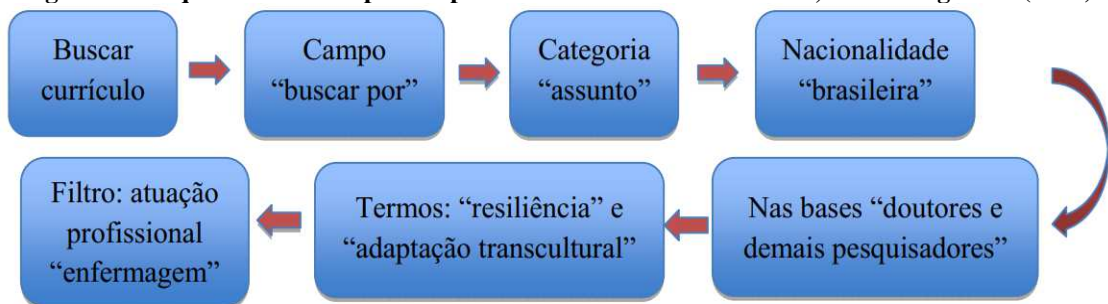 Buscar
currículo
Campo
“buscar por”
Categoria
“assunto”
Nacionalidade
“brasileira”
Nas bases “doutores e
demais pesquisadores”
Termos: “resiliência” e
“adaptação transcultural”
Filtro: atuação
profissional
“enfermagem”